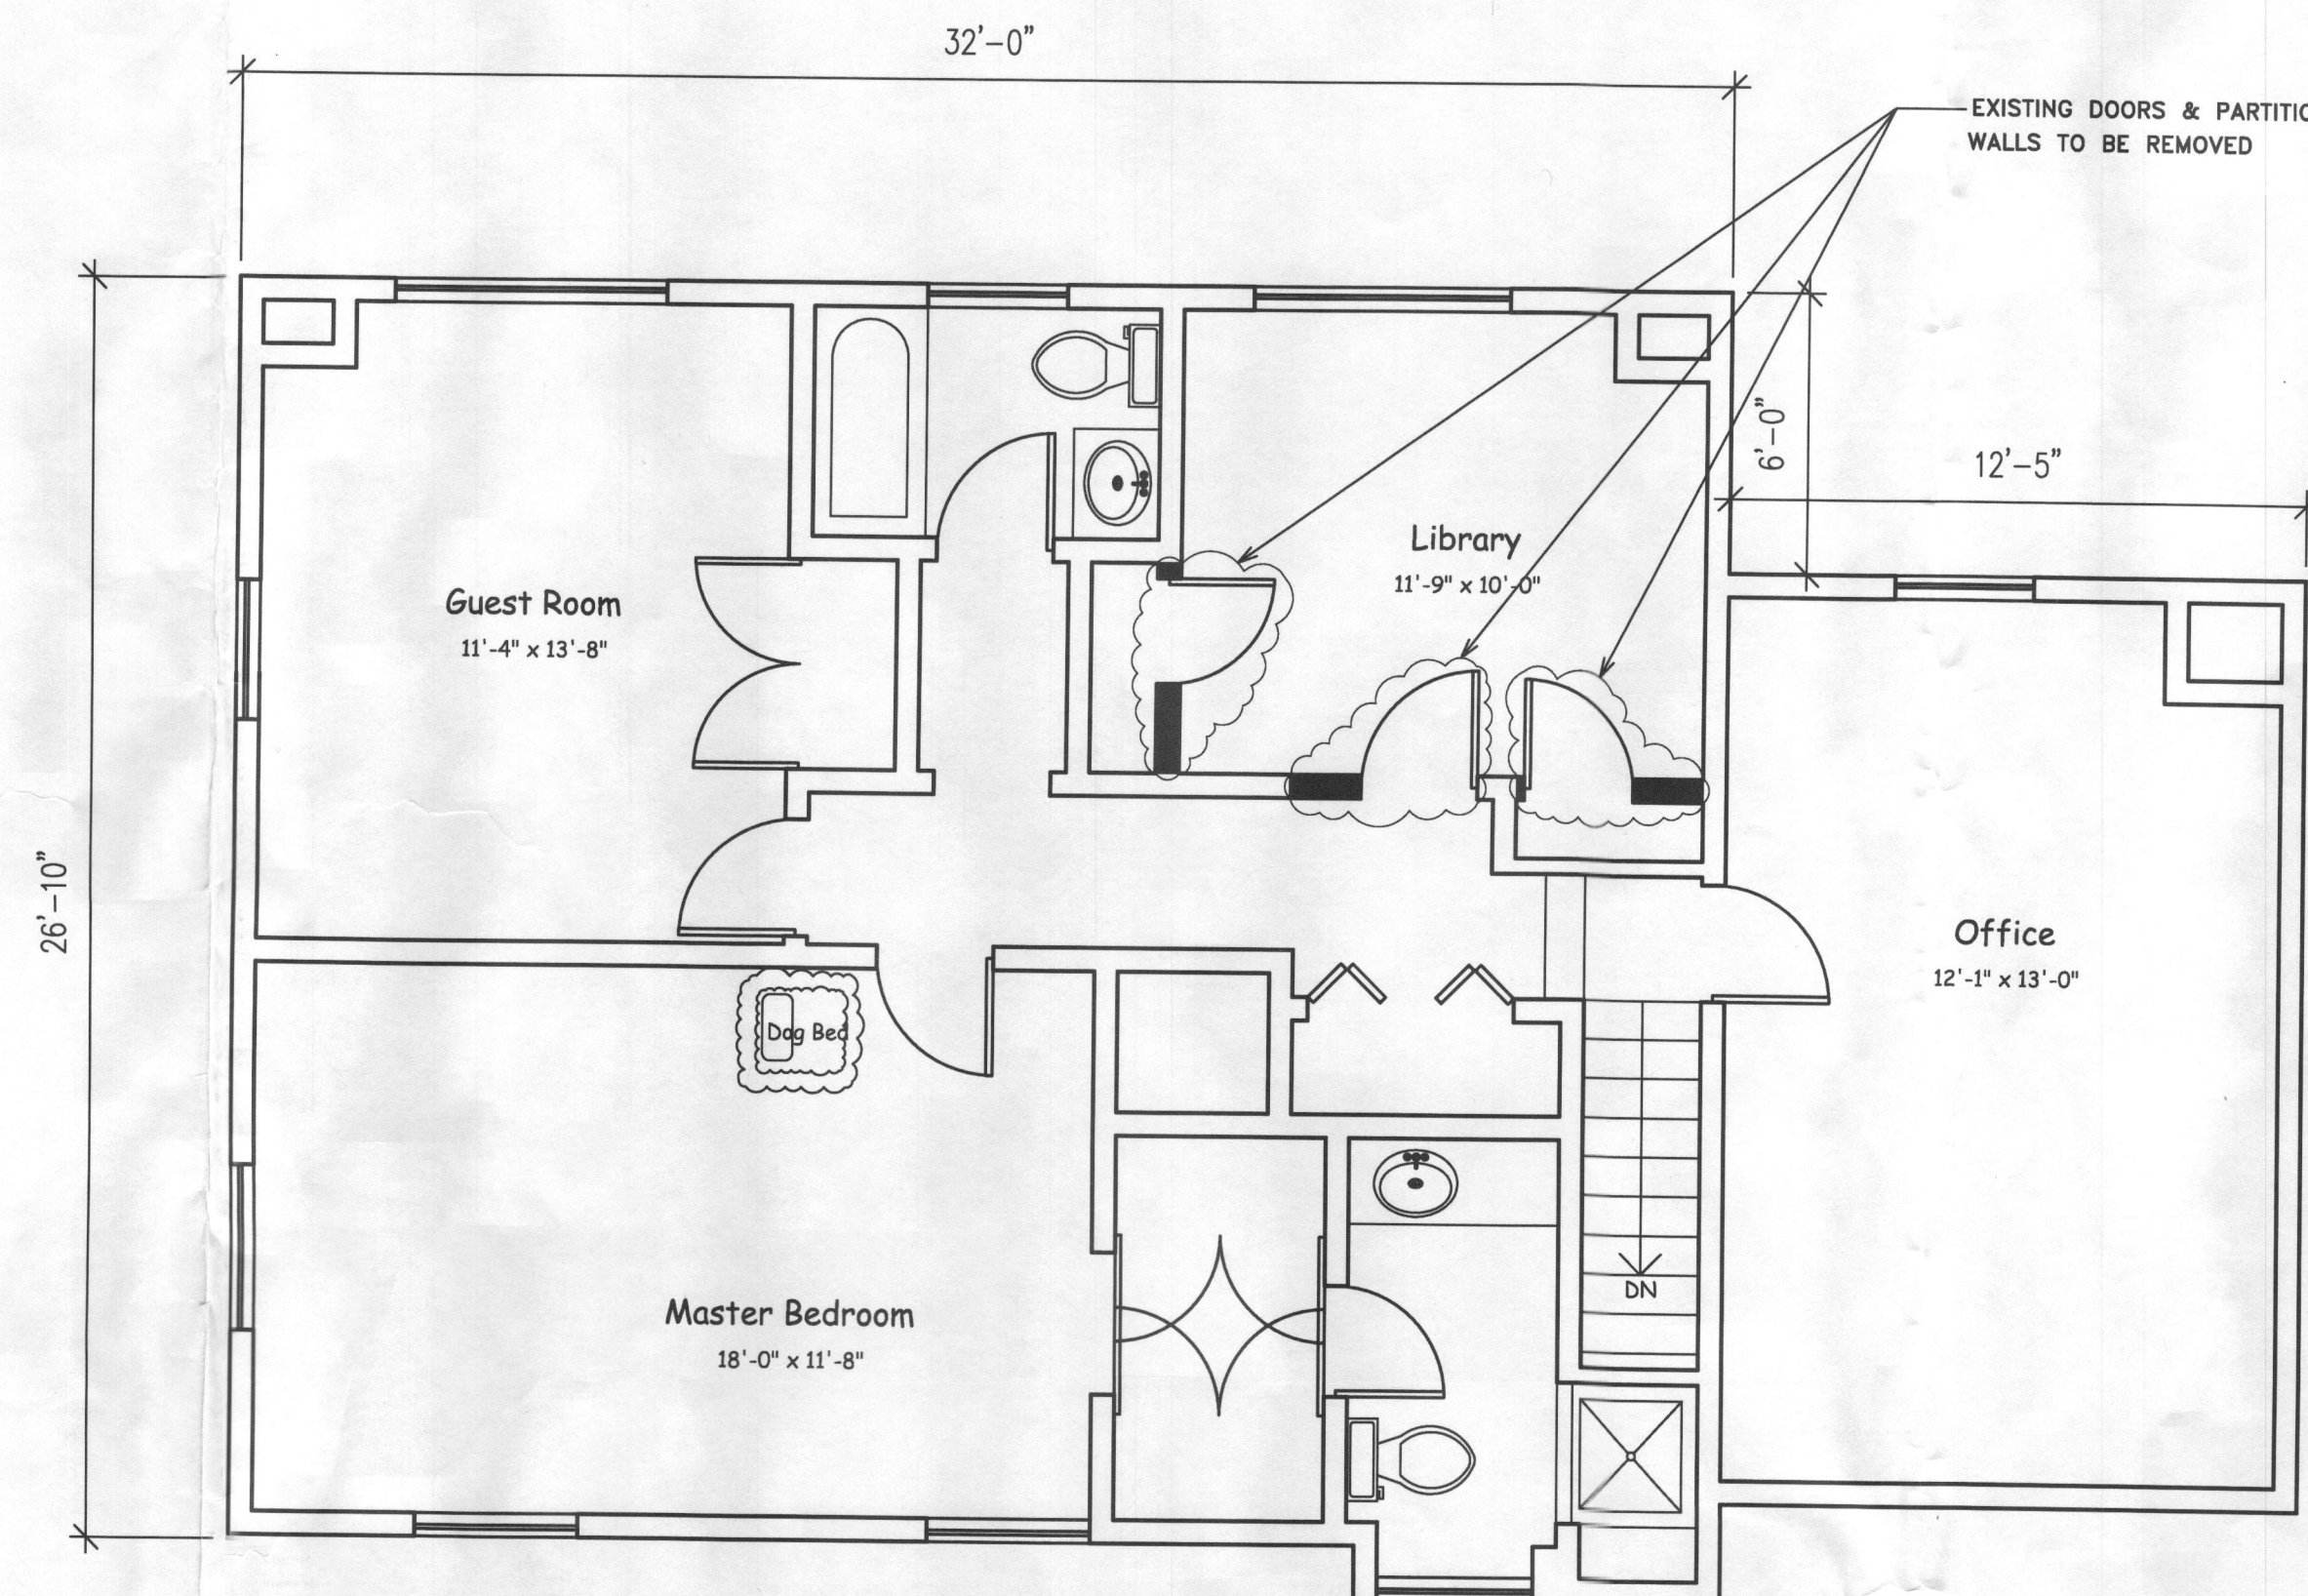 32'-0"
EXISTING DOORS & PARTITIO
WALLS TO BE REMOVED
6'-0"
12'-5"
Library
11'-9" x 10'-0"
Guest Room
11'-4" x 13'-8"
26'-10"
Office
12'-1" x 13'-0"
Dog Bed
DN
Master Bedroom
18'-0" x 11'-8"